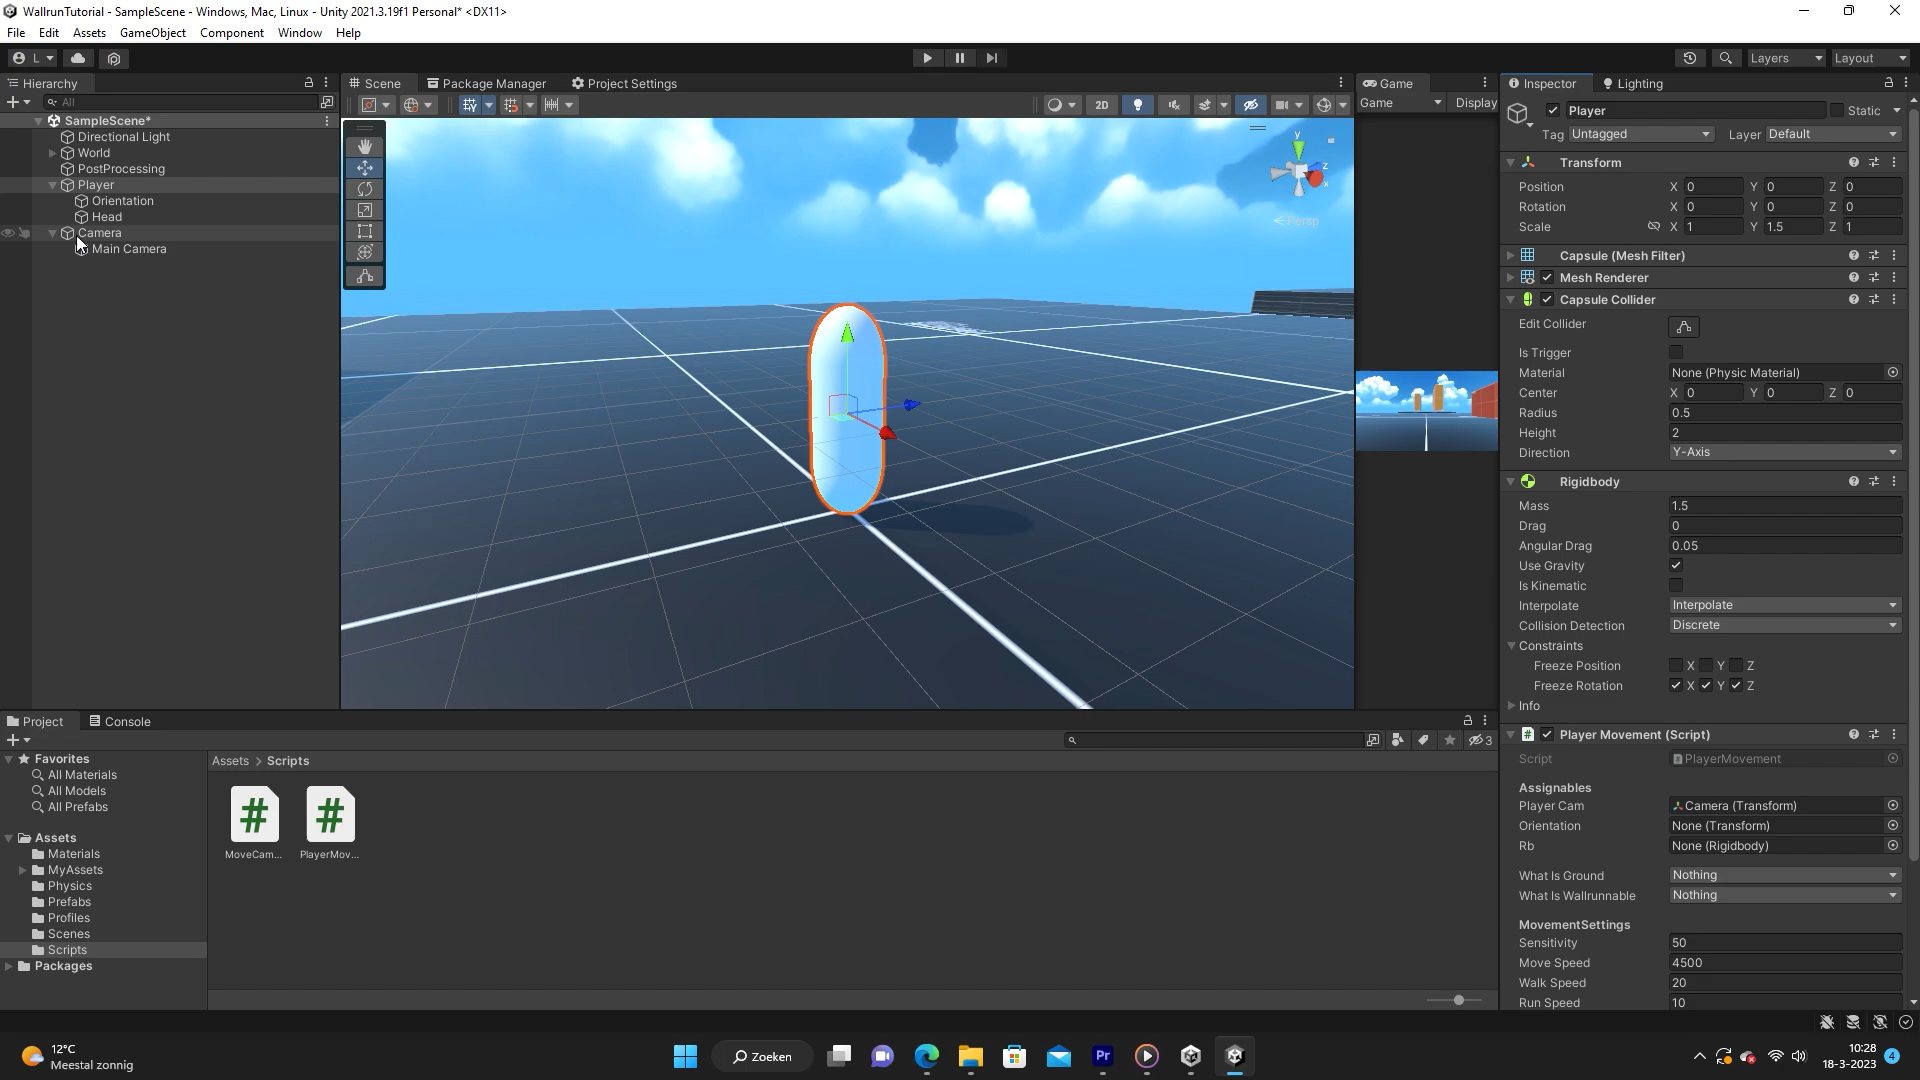 WallrunTutorial - SampleScene - Windows, Mac, Linux - Unity 2021.3.19f1 Personal* <DX11>
File Edit Assets GameObject Component Window Help
L Layers Layout
Hierarchy Scene Package Manager Project Settings Game Inspector Lighting
All 2D Game Display
SampleScene*
Directional Light
World
PostProcessing
Player
Orientation
Head
Camera
Main Camera
y
z
x
Persp
Player Static
Tag Untagged Layer Default
Transform
Position X 0 Y 0 Z 0
Rotation X 0 Y 0 Z 0
Scale X 1 Y 1.5 Z 1
Capsule (Mesh Filter)
Mesh Renderer
Capsule Collider
Edit Collider
Is Trigger
Material None (Physic Material)
Center X 0 Y 0 Z 0
Radius 0.5
Height 2
Direction Y-Axis
Rigidbody
Mass 1.5
Drag 0
Angular Drag 0.05
Use Gravity
Is Kinematic
Interpolate Interpolate
Collision Detection Discrete
Constraints
Freeze Position X Y Z
Freeze Rotation X Y Z
Info
Player Movement (Script)
Script PlayerMovement
Assignables
Player Cam Camera (Transform)
Orientation None (Transform)
Rb None (Rigidbody)
What Is Ground Nothing
What Is Wallrunnable Nothing
MovementSettings
Sensitivity 50
Move Speed 4500
Walk Speed 20
Run Speed 10
Project Console
3
Favorites
All Materials
All Models
All Prefabs
Assets
Materials
MyAssets
Physics
Prefabs
Profiles
Scenes
Scripts
Packages
Assets > Scripts
MoveCam... PlayerMov...
12°C
Meestal zonnig
Zoeken
Pr
10:28
18-3-2023
4